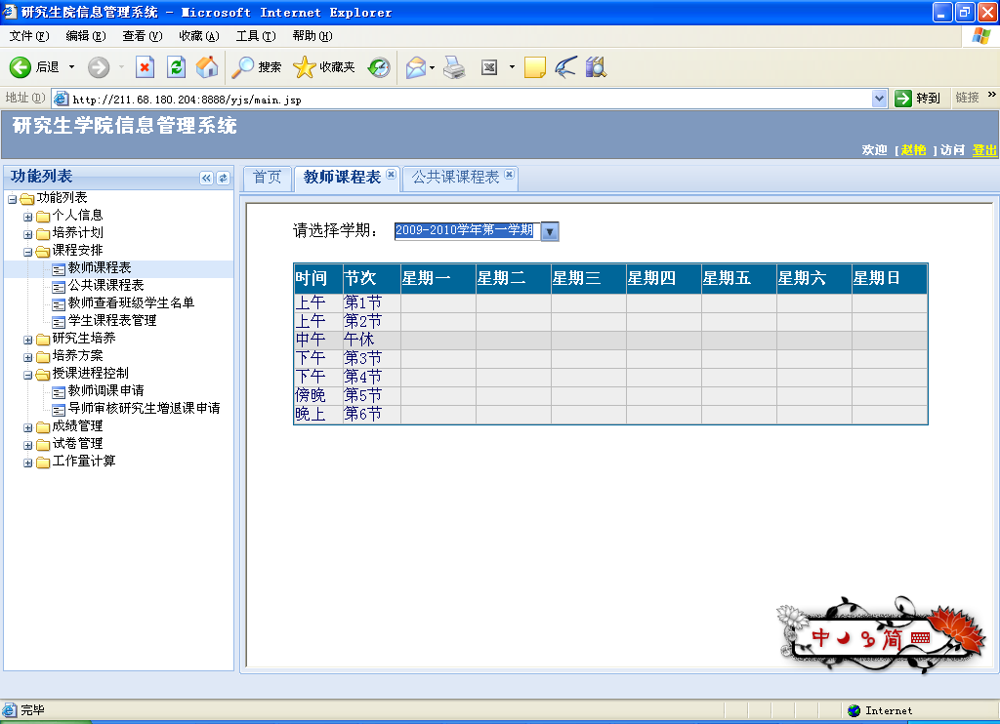 研究生院信息管理系统 - Microsoft Internet Explorer
文件(F) 编辑(E) 查看(V) 收藏(A) 工具(T) 帮助(H)
后退 搜索 收藏夹
地址(D) http://211.68.180.204:8888/yjs/main.jsp 转到 链接 »
研究生学院信息管理系统
欢迎 [赵艳 ]访问 登出
功能列表
首页 教师课程表 公共课课程表
功能列表
个人信息
培养计划
课程安排
教师课程表
公共课课程表
教师查看班级学生名单
学生课程表管理
研究生培养
培养方案
授课进程控制
教师调课申请
导师审核研究生增退课申请
成绩管理
试卷管理
工作量计算
请选择学期： 2009-2010学年第一学期
时间 节次 星期一 星期二 星期三 星期四 星期五 星期六 星期日
上午 第1节
上午 第2节
中午 午休
下午 第3节
下午 第4节
傍晚 第5节
晚上 第6节
中 简
完毕 Internet